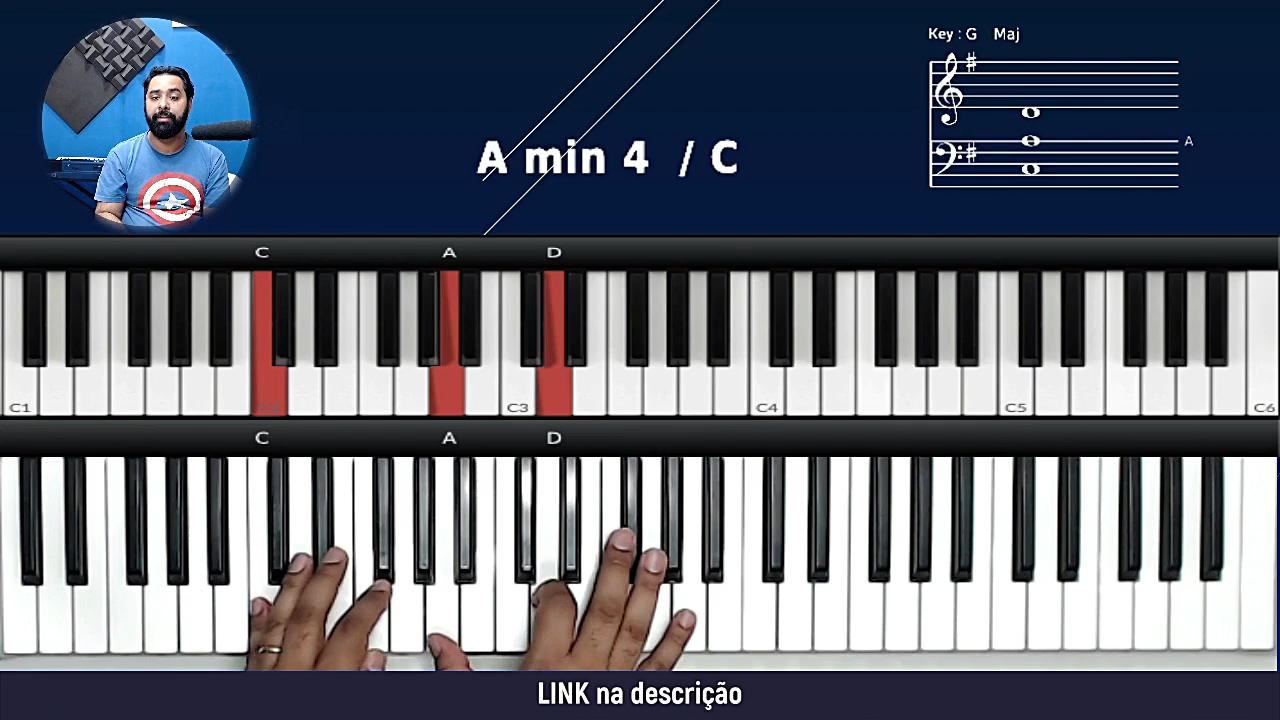 Key : G Maj
A min 4 / C
A
C A D
C1 C3 C4 C5 C6
C A D
LINK na descrição